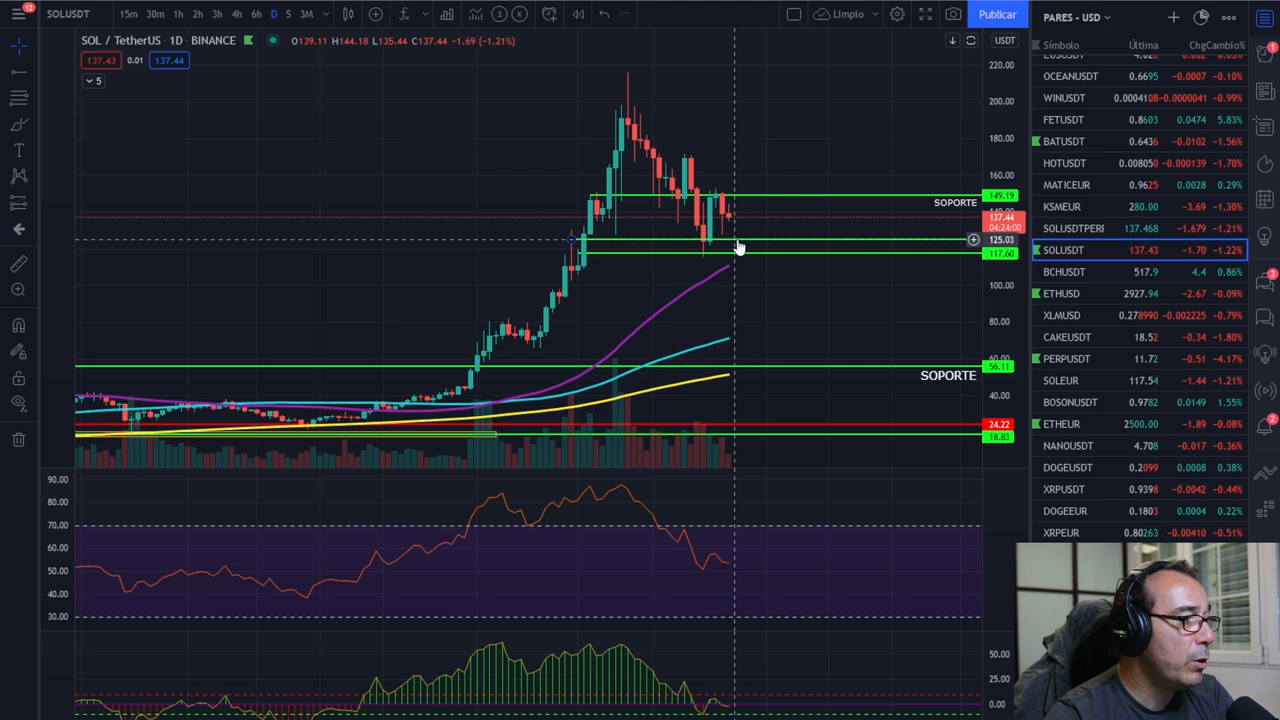 12
SOLUSDT
15m 30m 1h 2h 3h 4h 6h D S 3M
2
K
Limpio
Publicar
SOL / TetherUS · 1D · BINANCE
O139.11 H144.18 L135.44 C137.44 −1.69 (−1.21%)
137.43 0.01 137.44
5
USDT
220.00
200.00
180.00
160.00
149.19
SOPORTE
137.44
04:24:00
125.03
117.60
100.00
80.00
56.11
SOPORTE
40.00
24.22
18.83
90.00
80.00
70.00
60.00
50.00
40.00
30.00
50.00
25.00
0.00
PARES - USD
Símbolo Última Chg Cambio%
OCEANUSDT 0.6695 −0.0007 −0.10%
WINUSDT 0.0004108 −0.0000041 −0.99%
FETUSDT 0.8603 0.0474 5.83%
BATUSDT 0.6436 −0.0102 −1.56%
HOTUSDT 0.008050 −0.000139 −1.70%
MATICEUR 0.9625 0.0028 0.29%
KSMEUR 280.00 −3.69 −1.30%
SOLUSDTPERI 137.468 −1.679 −1.21%
SOLUSDT 137.43 −1.70 −1.22%
BCHUSDT 517.9 4.4 0.86%
ETHUSD 2927.94 −2.67 −0.09%
XLMUSD 0.278990 −0.002225 −0.79%
CAKEUSDT 18.52 −0.34 −1.80%
PERPUSDT 11.72 −0.51 −4.17%
SOLEUR 117.54 −1.44 −1.21%
BOSONUSDT 0.9782 0.0149 1.55%
ETHEUR 2500.00 −1.89 −0.08%
NANOUSDT 4.708 −0.017 −0.36%
DOGEUSDT 0.2099 0.0008 0.38%
XRPUSDT 0.9398 −0.0042 −0.44%
DOGEEUR 0.1803 0.0004 0.22%
XRPEUR 0.80263 −0.00410 −0.51%
1
3
2